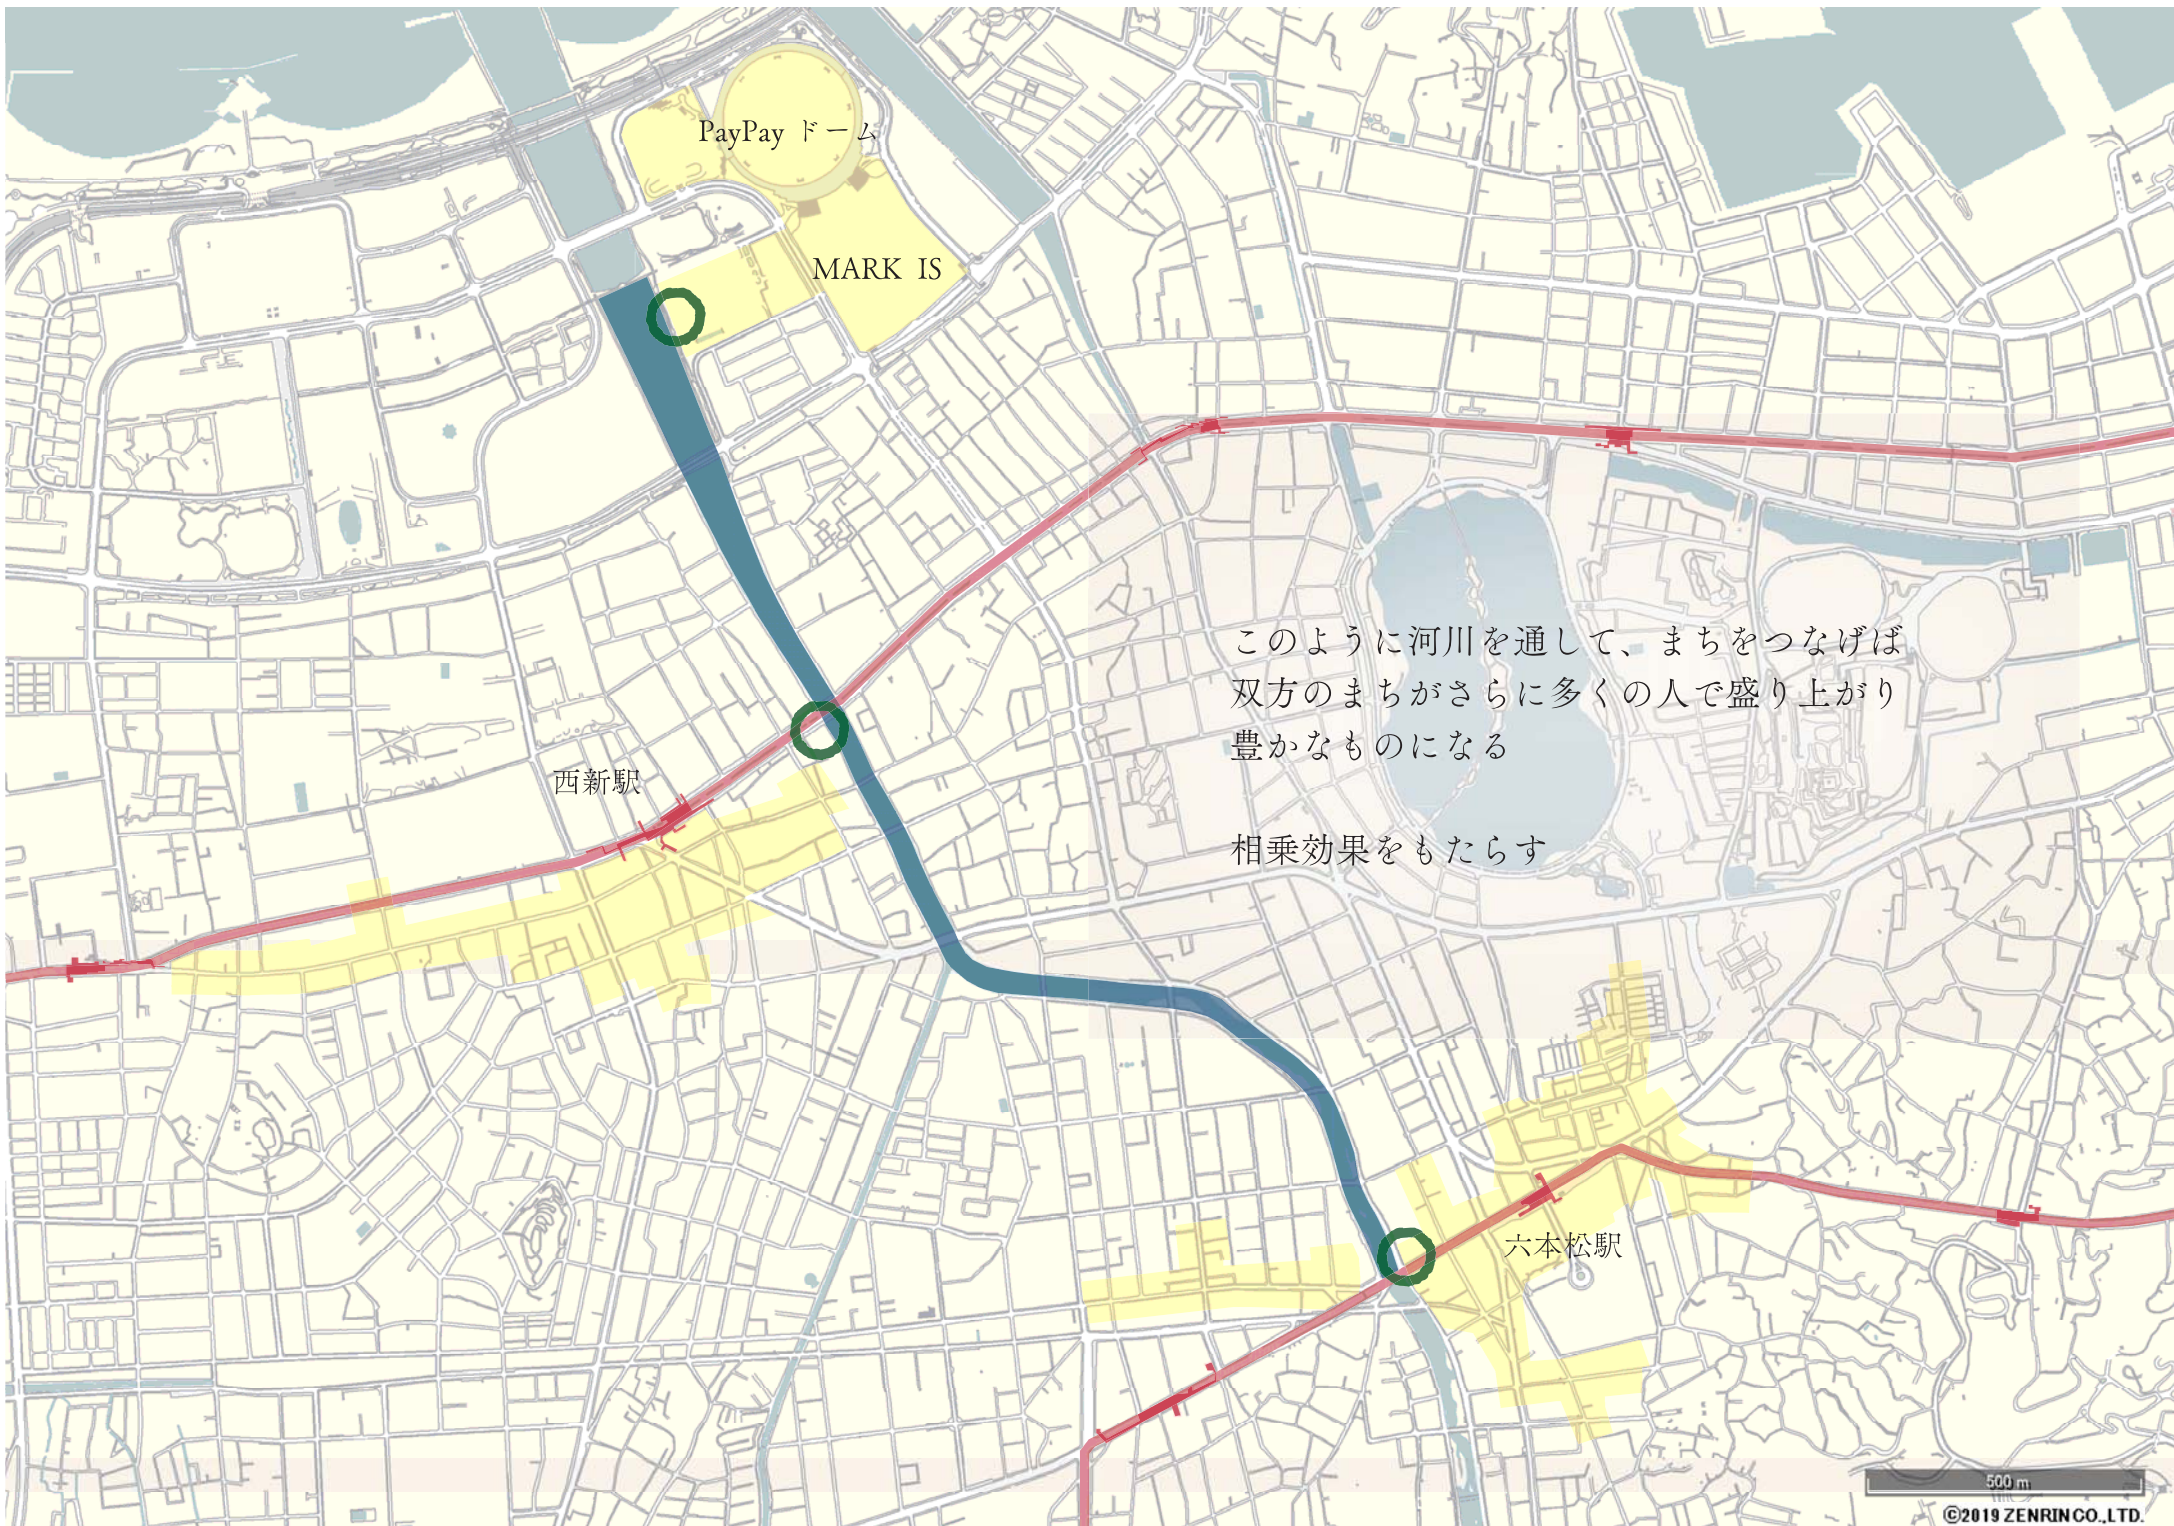 PayPay ドーム
MARK IS
このように河川を通して、まちをつなげば
双方のまちがさらに多くの人で盛り上がり
豊かなものになる
西新駅
相乗効果をもたらす
六本松駅
500 m
©2019 ZENRIN CO.,LTD.